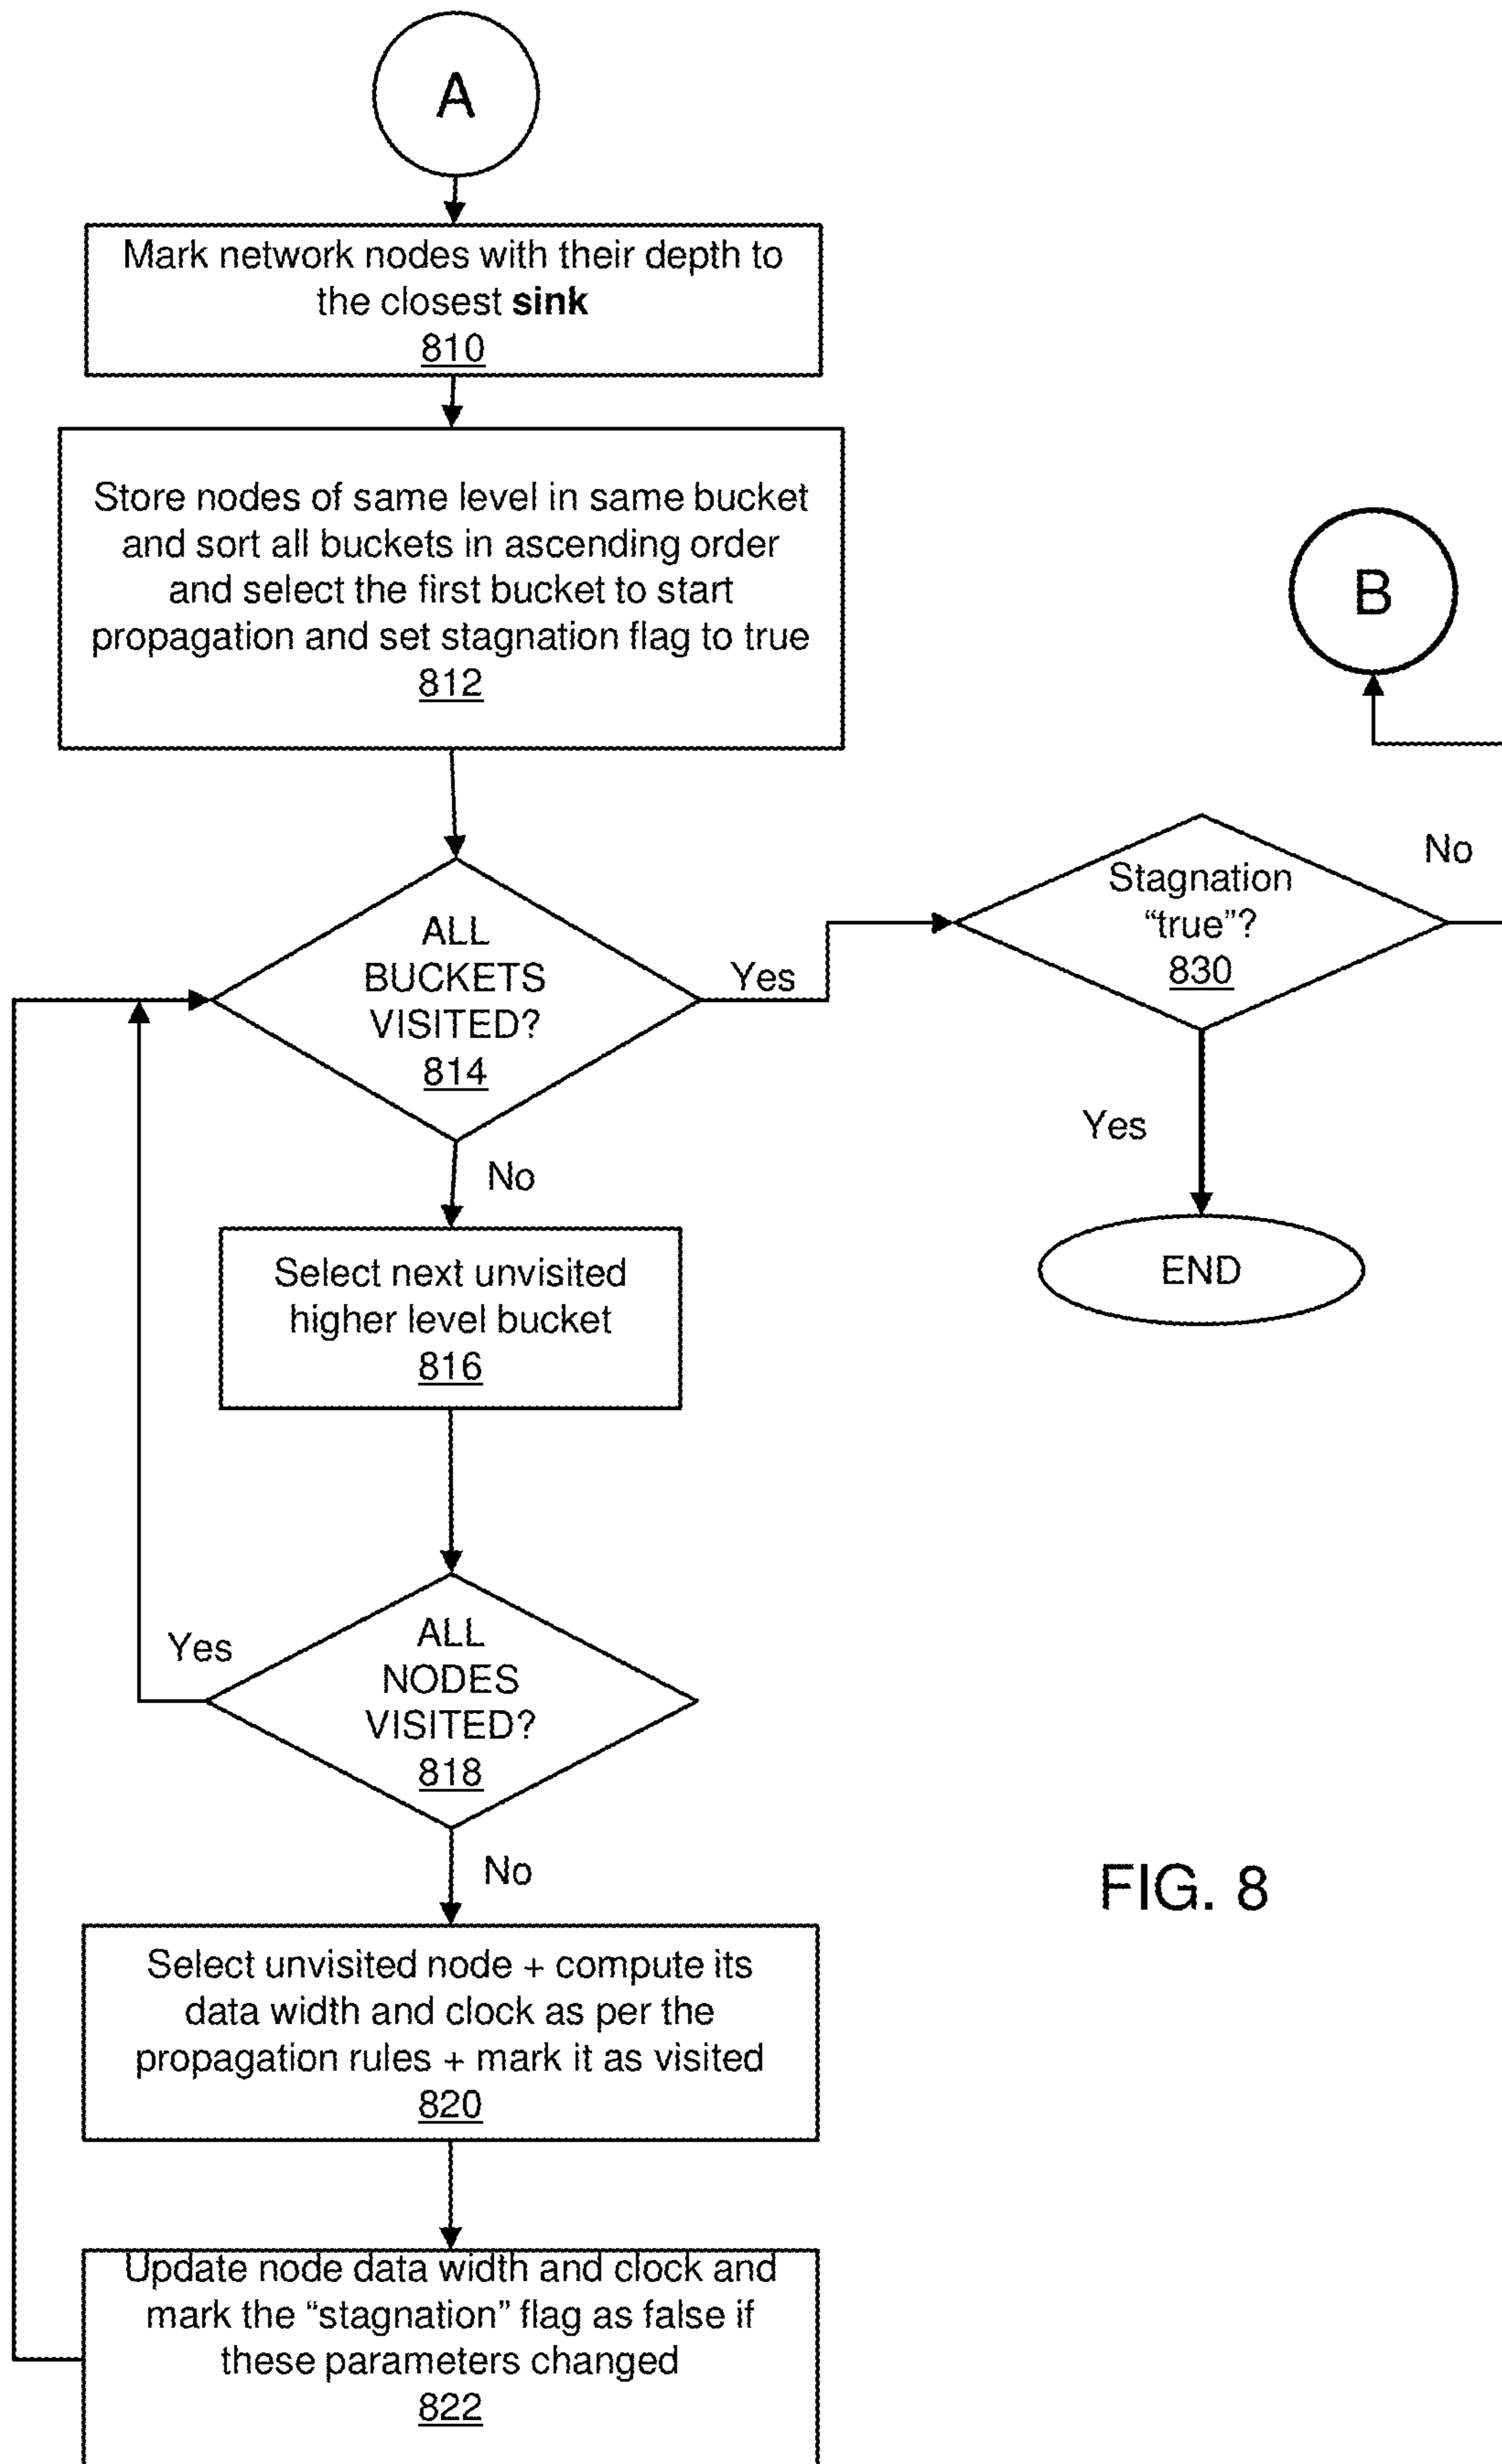 A
Mark network nodes with their depth to
the closest sink
810
Store nodes of same level in same bucket
and sort all buckets in ascending order
and select the first bucket to start
propagation and set stagnation flag to true
812
B
ALL
BUCKETS
VISITED?
814
Yes
No
Stagnation
“true”?
830
No
Yes
END
Select next unvisited
higher level bucket
816
ALL
NODES
VISITED?
818
Yes
No
Select unvisited node + compute its
data width and clock as per the
propagation rules + mark it as visited
820
Update node data width and clock and
mark the “stagnation” flag as false if
these parameters changed
822
FIG. 8